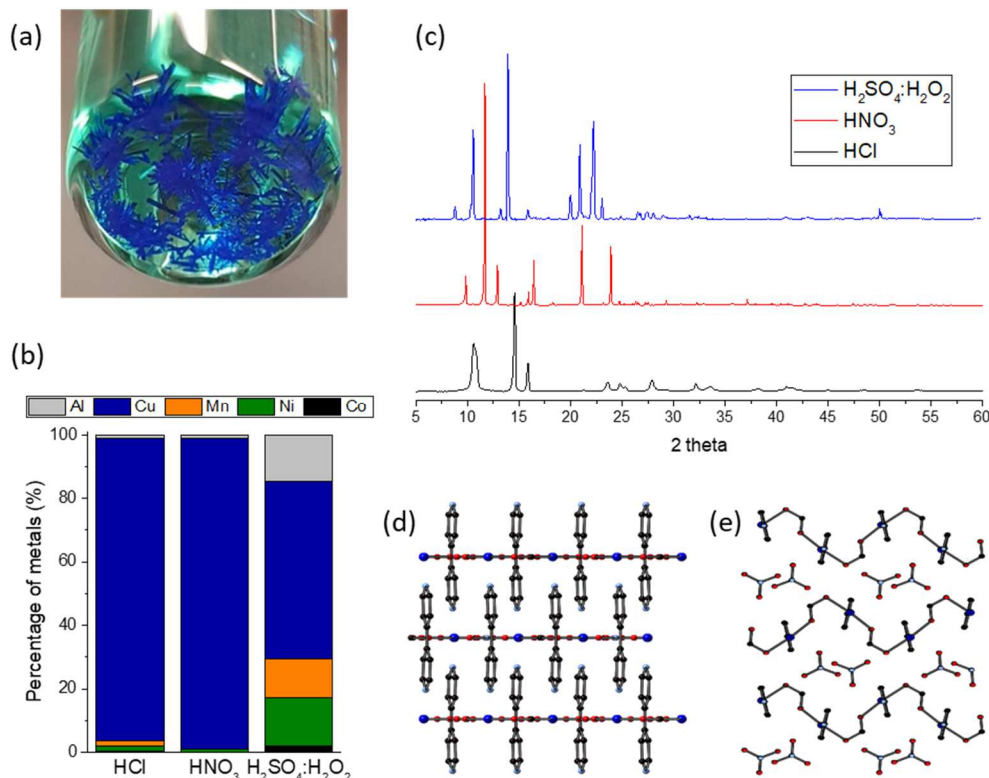 (a)
(c)
H₂SO₄:H₂O₂
HNO₃
HCl
5 10 15 20 25 30 35 40 45 50 55 60
2 theta
(b)
Al Cu Mn Ni Co
Percentage of metals (%)
100
80
60
40
20
0
HCl HNO₃ H₂SO₄:H₂O₂
(d)
(e)